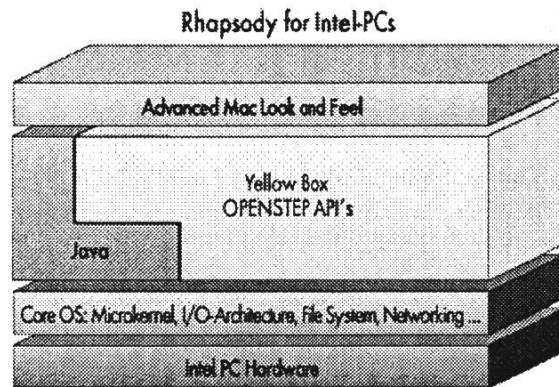 Rhapsody for Intel-PCs
Advanced Mac Look and Feel
Yellow Box
OPENSTEP API's
Java
Core OS: Microkernel, I/O-Architecture, File System, Networking ...
Intel PC Hardware